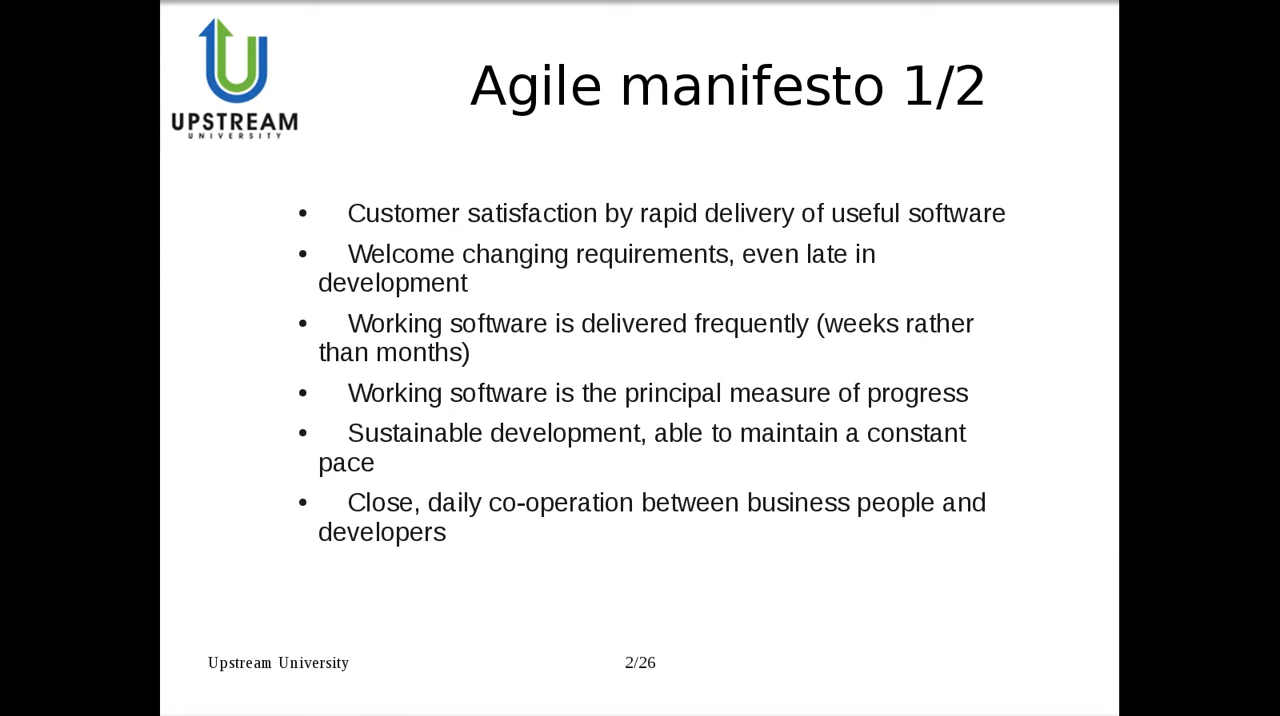 UPSTREAM
UNIVERSITY
Agile manifesto 1/2
• Customer satisfaction by rapid delivery of useful software
• Welcome changing requirements, even late in
development
• Working software is delivered frequently (weeks rather
than months)
• Working software is the principal measure of progress
• Sustainable development, able to maintain a constant
pace
• Close, daily co-operation between business people and
developers
Upstream University
2/26